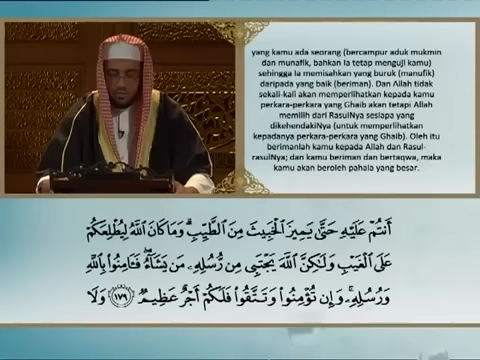 yang kamu ada seorang (bercampur aduk mukmin
dan munafik, bahkan Ia tetap menguji kamu)
sehingga Ia memisahkan yang buruk (manufik)
daripada yang baik (beriman). Dan Allah tidak
sekali-kali akan memperlihatkan kepada kamu
perkara-perkara yang Ghaib akan tetapi Allah
memilih dari RasulNya sesiapa yang
dikehendakiNya (untuk memperlihatkan
kepadanya perkara-perkara yang Ghaib). Oleh itu
berimanlah kamu kepada Allah dan Rasul-
rasulNya; dan kamu beriman dan bertaqwa, maka
kamu akan beroleh pahala yang besar.
أَنتُمْ عَلَيْهِ حَتَّىٰ يَمِيزَ الْخَبِيثَ مِنَ الطَّيِّبِ ۗ وَمَا كَانَ اللَّهُ لِيُطْلِعَكُمْ
عَلَى الْغَيْبِ وَلَٰكِنَّ اللَّهَ يَجْتَبِي مِن رُّسُلِهِ مَن يَشَاءُ ۖ فَآمِنُوا بِاللَّهِ
وَرُسُلِهِ ۚ وَإِن تُؤْمِنُوا وَتَتَّقُوا فَلَكُمْ أَجْرٌ عَظِيمٌ ١٧٩ وَلَا